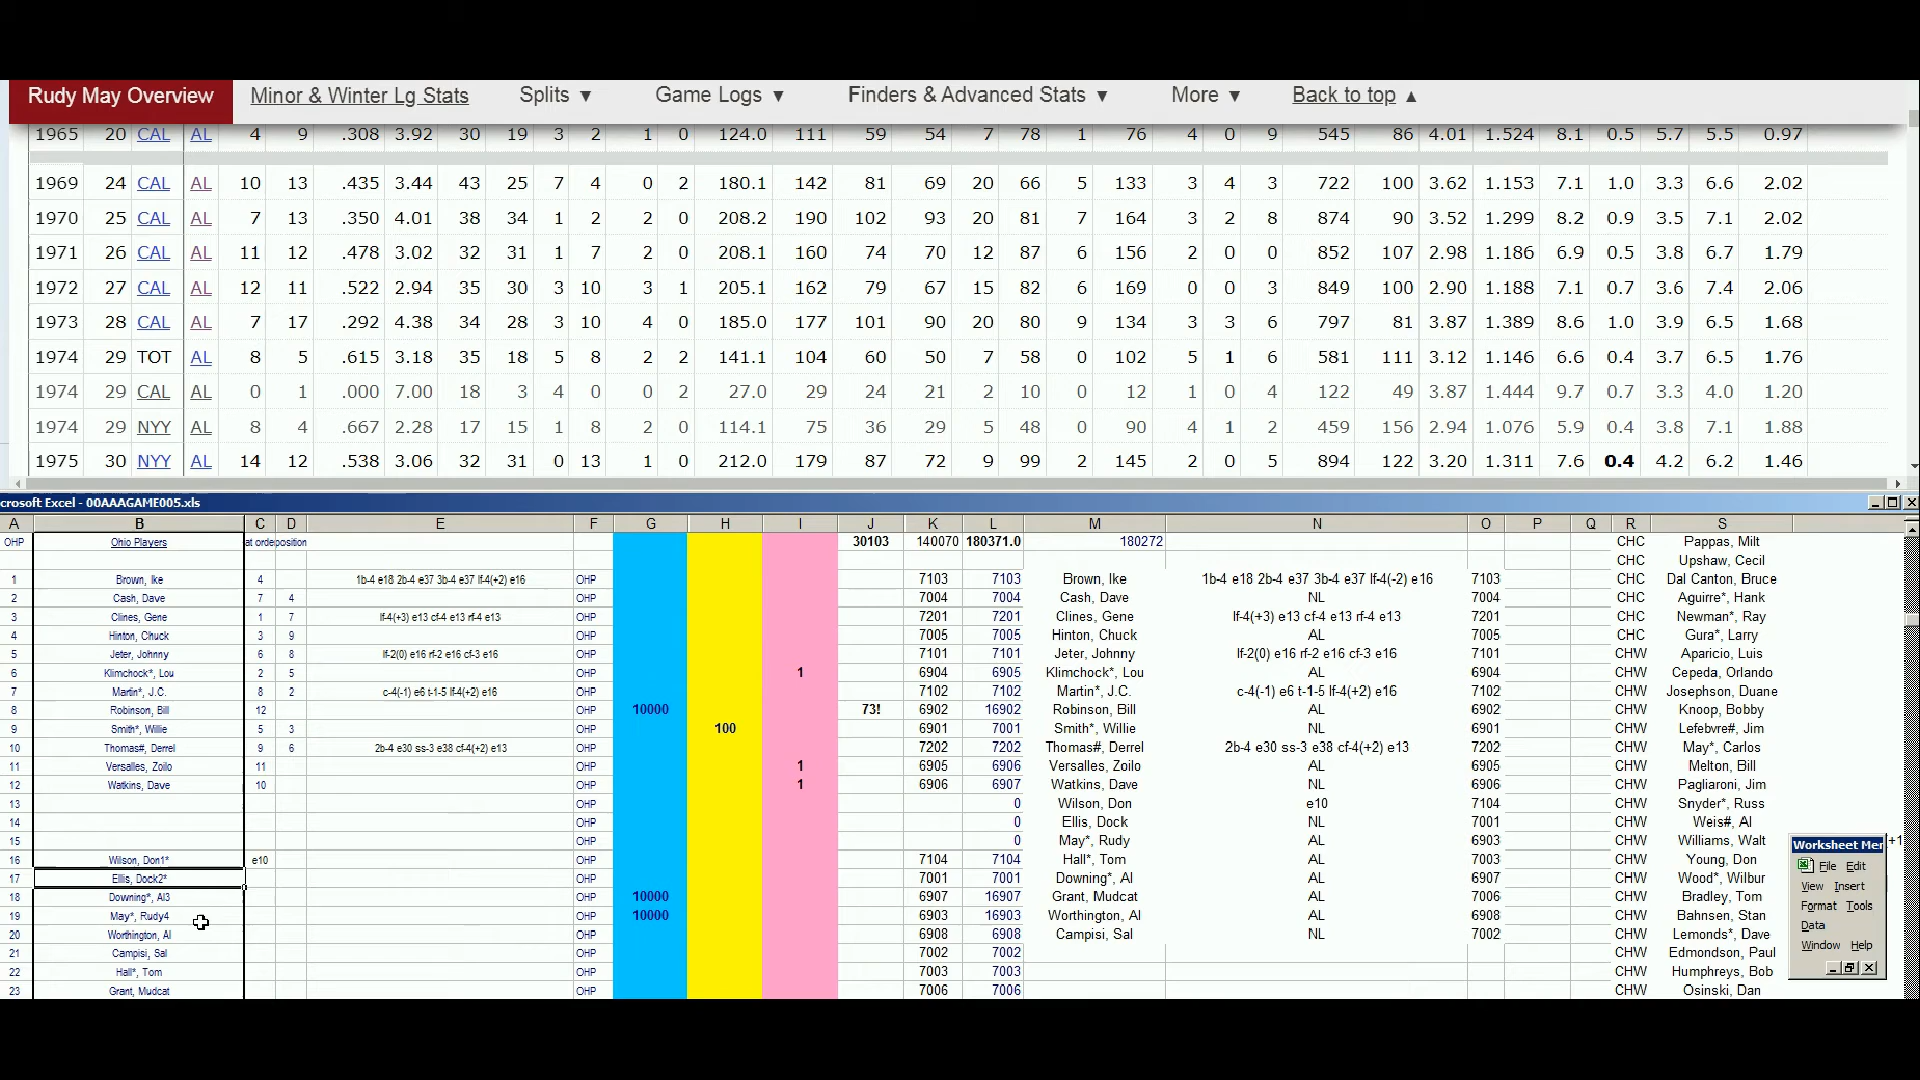 Rudy May Overview Minor & Winter Lg Stats Splits ▼ Game Logs ▼ Finders & Advanced Stats ▼ More ▼ Back to top ▲
1965 20 CAL AL 4 9 .308 3.92 30 19 3 2 1 0 124.0 111 59 54 7 78 1 76 4 0 9 545 86 4.01 1.524 8.1 0.5 5.7 5.5 0.97
1969 24 CAL AL 10 13 .435 3.44 43 25 7 4 0 2 180.1 142 81 69 20 66 5 133 3 4 3 722 100 3.62 1.153 7.1 1.0 3.3 6.6 2.02
1970 25 CAL AL 7 13 .350 4.01 38 34 1 2 2 0 208.2 190 102 93 20 81 7 164 3 2 8 874 90 3.52 1.299 8.2 0.9 3.5 7.1 2.02
1971 26 CAL AL 11 12 .478 3.02 32 31 1 7 2 0 208.1 160 74 70 12 87 6 156 2 0 0 852 107 2.98 1.186 6.9 0.5 3.8 6.7 1.79
1972 27 CAL AL 12 11 .522 2.94 35 30 3 10 3 1 205.1 162 79 67 15 82 6 169 0 0 3 849 100 2.90 1.188 7.1 0.7 3.6 7.4 2.06
1973 28 CAL AL 7 17 .292 4.38 34 28 3 10 4 0 185.0 177 101 90 20 80 9 134 3 3 6 797 81 3.87 1.389 8.6 1.0 3.9 6.5 1.68
1974 29 TOT AL 8 5 .615 3.18 35 18 5 8 2 2 141.1 104 60 50 7 58 0 102 5 1 6 581 111 3.12 1.146 6.6 0.4 3.7 6.5 1.76
1974 29 CAL AL 0 1 .000 7.00 18 3 4 0 0 2 27.0 29 24 21 2 10 0 12 1 0 4 122 49 3.87 1.444 9.7 0.7 3.3 4.0 1.20
1974 29 NYY AL 8 4 .667 2.28 17 15 1 8 2 0 114.1 75 36 29 5 48 0 90 4 1 2 459 156 2.94 1.076 5.9 0.4 3.8 7.1 1.88
1975 30 NYY AL 14 12 .538 3.06 32 31 0 13 1 0 212.0 179 87 72 9 99 2 145 2 0 5 894 122 3.20 1.311 7.6 0.4 4.2 6.2 1.46
crosoft Excel - 00AAAGAME005.xls
A B C D E F G H I J K L M N O P Q R S
OHP Ohio Players at orde position 30103 140070 180371.0 180272 CHC Pappas, Milt
CHC Upshaw, Cecil
1 Brown, Ike 4 1b-4 e18 2b-4 e37 3b-4 e37 lf-4(+2) e16 OHP 7103 7103 Brown, Ike 1b-4 e18 2b-4 e37 3b-4 e37 lf-4(-2) e16 7103 CHC Dal Canton, Bruce
2 Cash, Dave 7 4 OHP 7004 7004 Cash, Dave NL 7004 CHC Aguirre*, Hank
3 Clines, Gene 1 7 lf-4(+3) e13 cf-4 e13 rf-4 e13 OHP 7201 7201 Clines, Gene lf-4(+3) e13 cf-4 e13 rf-4 e13 7201 CHC Newman*, Ray
4 Hinton, Chuck 3 9 OHP 7005 7005 Hinton, Chuck AL 7005 CHC Gura*, Larry
5 Jeter, Johnny 6 8 lf-2(0) e16 rf-2 e16 cf-3 e16 OHP 7101 7101 Jeter, Johnny lf-2(0) e16 rf-2 e16 cf-3 e16 7101 CHW Aparicio, Luis
6 Klimchock*, Lou 2 5 OHP 1 6904 6905 Klimchock*, Lou AL 6904 CHW Cepeda, Orlando
7 Martin*, J.C. 8 2 c-4(-1) e6 t-1-5 lf-4(+2) e16 OHP 7102 7102 Martin*, J.C. c-4(-1) e6 t-1-5 lf-4(+2) e16 7102 CHW Josephson, Duane
8 Robinson, Bill 12 OHP 10000 73! 6902 16902 Robinson, Bill AL 6902 CHW Knoop, Bobby
9 Smith*, Willie 5 3 OHP 100 6901 7001 Smith*, Willie NL 6901 CHW Lefebvre#, Jim
10 Thomas#, Derrel 9 6 2b-4 e30 ss-3 e38 cf-4(+2) e13 OHP 7202 7202 Thomas#, Derrel 2b-4 e30 ss-3 e38 cf-4(+2) e13 7202 CHW May*, Carlos
11 Versalles, Zoilo 11 OHP 1 6905 6906 Versalles, Zoilo AL 6905 CHW Melton, Bill
12 Watkins, Dave 10 OHP 1 6906 6907 Watkins, Dave NL 6906 CHW Pagliaroni, Jim
13 OHP 0 Wilson, Don e10 7104 CHW Snyder*, Russ
14 OHP 0 Ellis, Dock NL 7001 CHW Weis#, Al
15 OHP 0 May*, Rudy AL 6903 CHW Williams, Walt +1
16 Wilson, Don1* e10 OHP 7104 7104 Hall*, Tom AL 7003 CHW Young, Don
17 Ellis, Dock2* OHP 7001 7001 Downing*, Al AL 6907 CHW Wood*, Wilbur
18 Downing*, Al3 OHP 10000 6907 16907 Grant, Mudcat AL 7006 CHW Bradley, Tom
19 May*, Rudy4 OHP 10000 6903 16903 Worthington, Al AL 6908 CHW Bahnsen, Stan
20 Worthington, Al OHP 6908 6908 Campisi, Sal NL 7002 CHW Lemonds*, Dave
21 Campisi, Sal OHP 7002 7002 CHW Edmondson, Paul
22 Hall*, Tom OHP 7003 7003 CHW Humphreys, Bob
23 Grant, Mudcat OHP 7006 7006 CHW Osinski, Dan
Worksheet Mer
File Edit
View Insert
Format Tools
Data
Window Help